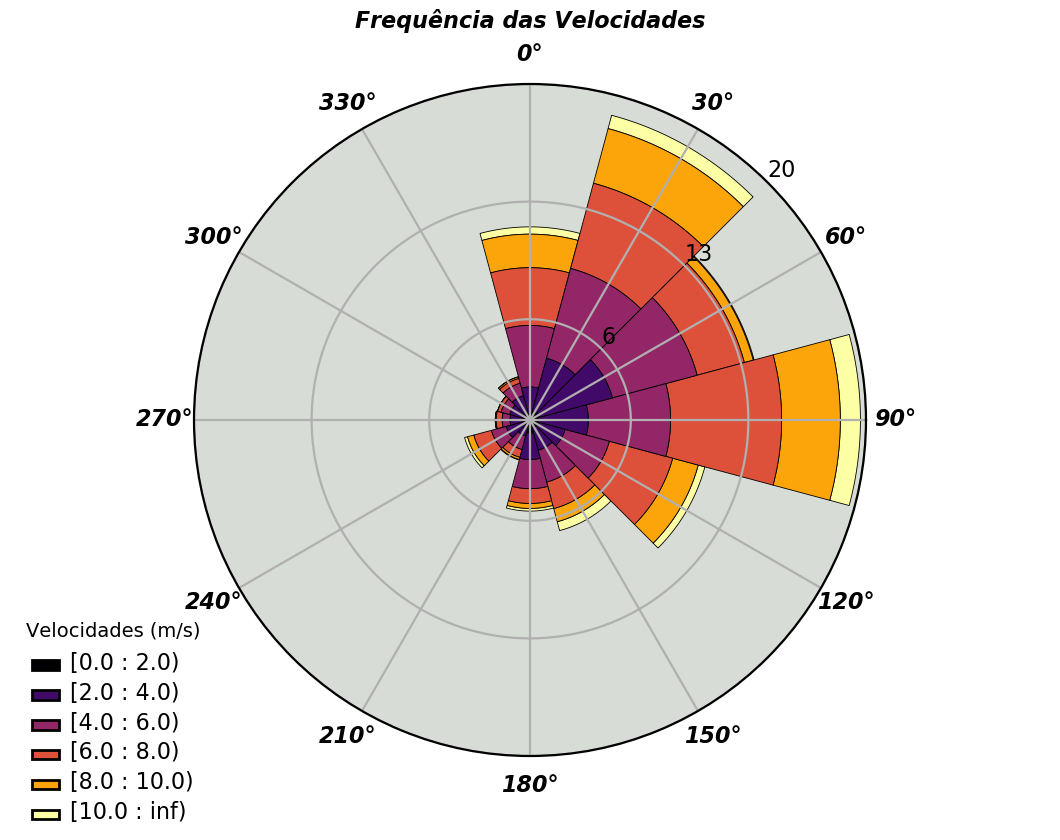 Frequência das Velocidades
0°
30°
60°
90°
120°
150°
180°
210°
240°
270°
300°
330°
6
13
20
Velocidades (m/s)
[0.0 : 2.0)
[2.0 : 4.0)
[4.0 : 6.0)
[6.0 : 8.0)
[8.0 : 10.0)
[10.0 : inf)